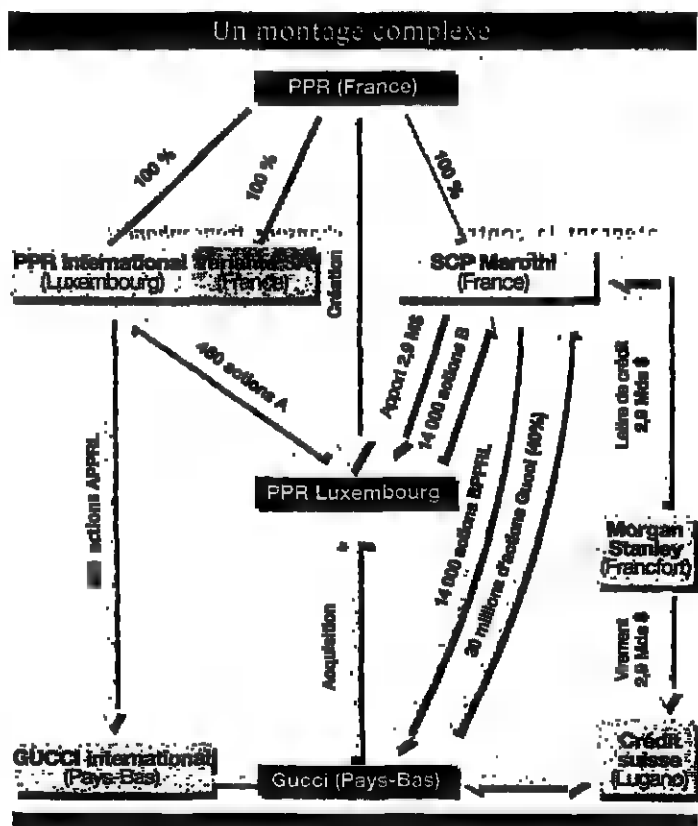 Un montage complexe
PPR (France)
100 %
100 %
100 %
PPR International
(Luxembourg)
(France)
SCP Marothi
(France)
Création
460 actions A
Apport 2,9 M$
14 000 actions B
Lettre de crédit
2,9 Mds $
PPR Luxembourg
actions APPRL
14 000 actions BPPRL
d'actions Gucci (40%)
Morgan
Stanley
(Francfort)
Acquisition
Virement
2,9 Mds $
GUCCI International
(Pays-Bas)
Gucci (Pays-Bas)
Crédit
suisse
(Lugano)